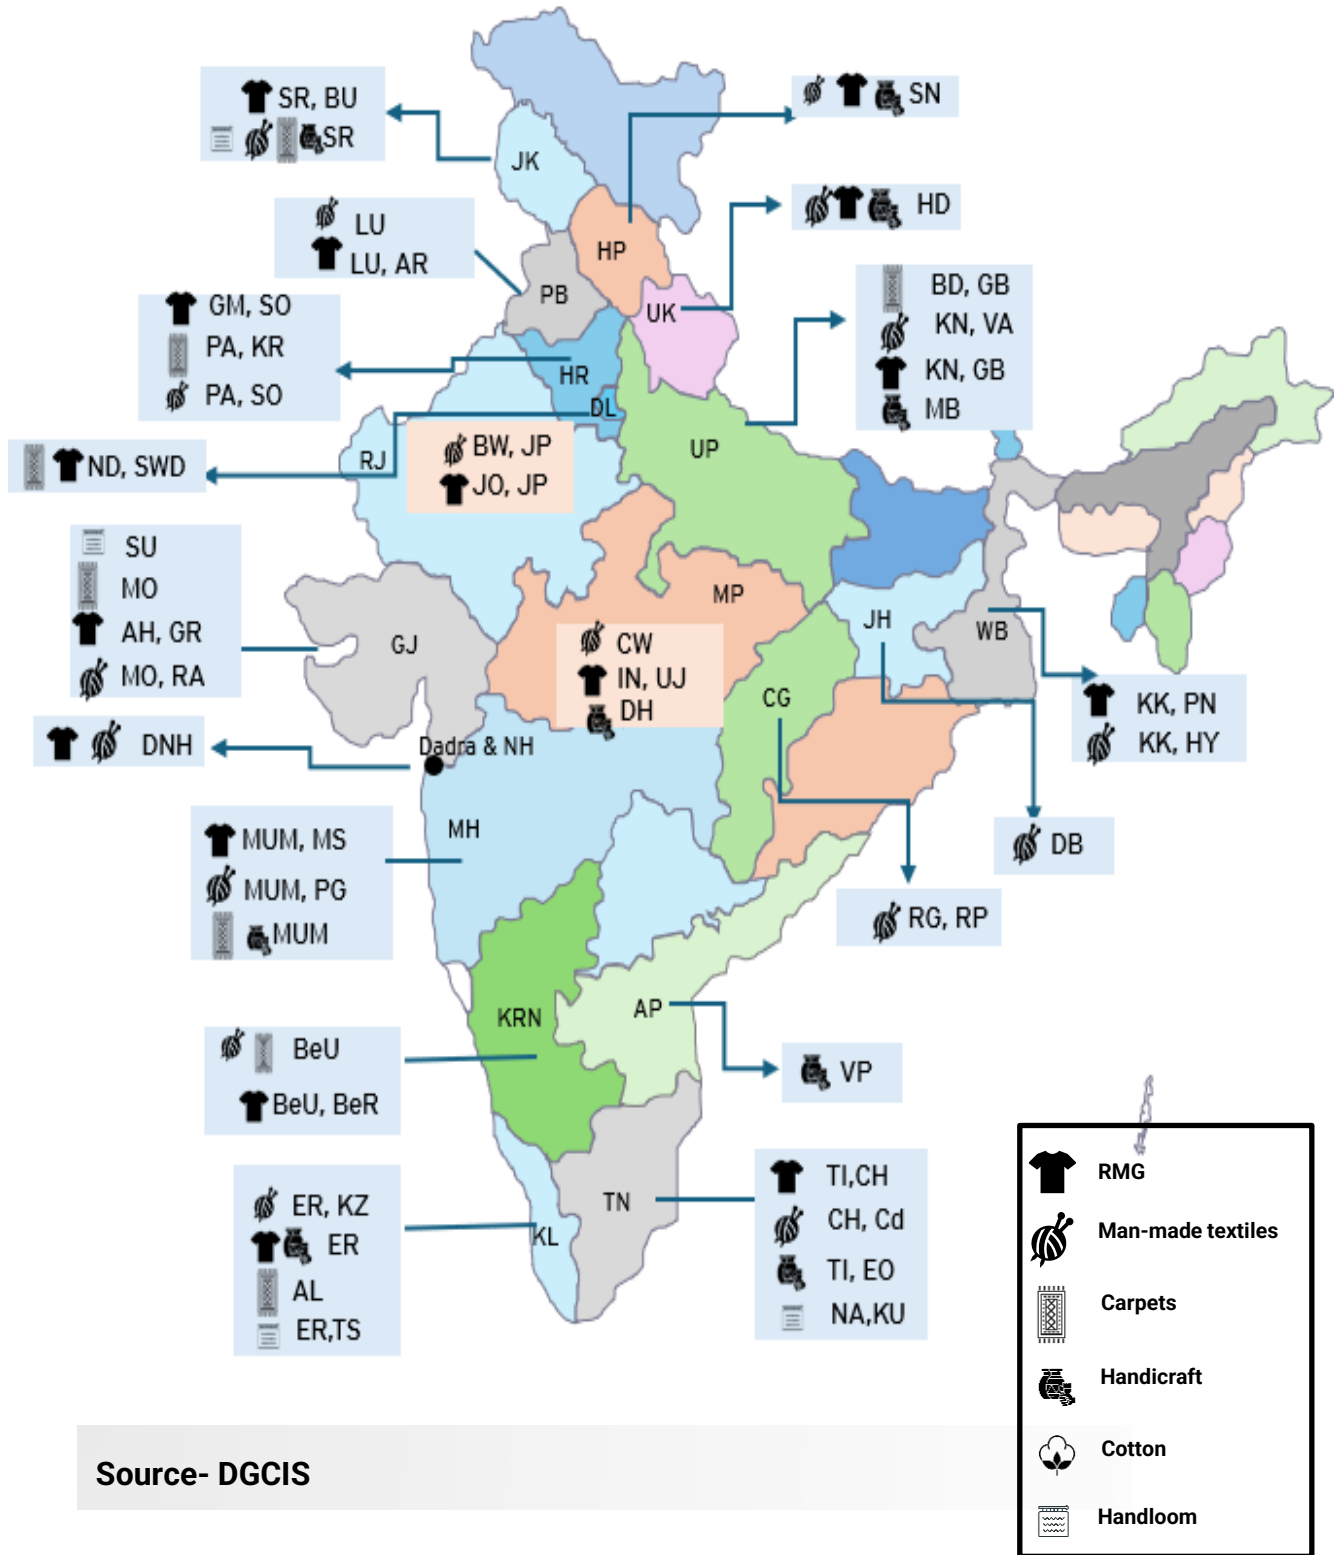 SR, BU
SR
SN
JK
HD
LU
LU, AR
HP
PB
UK
BD, GB
KN, VA
KN, GB
MB
GM, SO
PA, KR
PA, SO
HR
DL
UP
RJ
BW, JP
JO, JP
ND, SWD
SU
MO
AH, GR
MO, RA
GJ
MP
CW
IN, UJ
DH
JH
WB
CG
KK, PN
KK, HY
DNH
Dadra & NH
MUM, MS
MUM, PG
MUM
MH
DB
RG, RP
KRN
AP
BeU
BeU, BeR
VP
ER, KZ
ER
AL
ER,TS
KL
TN
TI,CH
CH, Cd
TI, EO
NA,KU
RMG
Man-made textiles
Carpets
Handicraft
Cotton
Handloom
Source- DGCIS